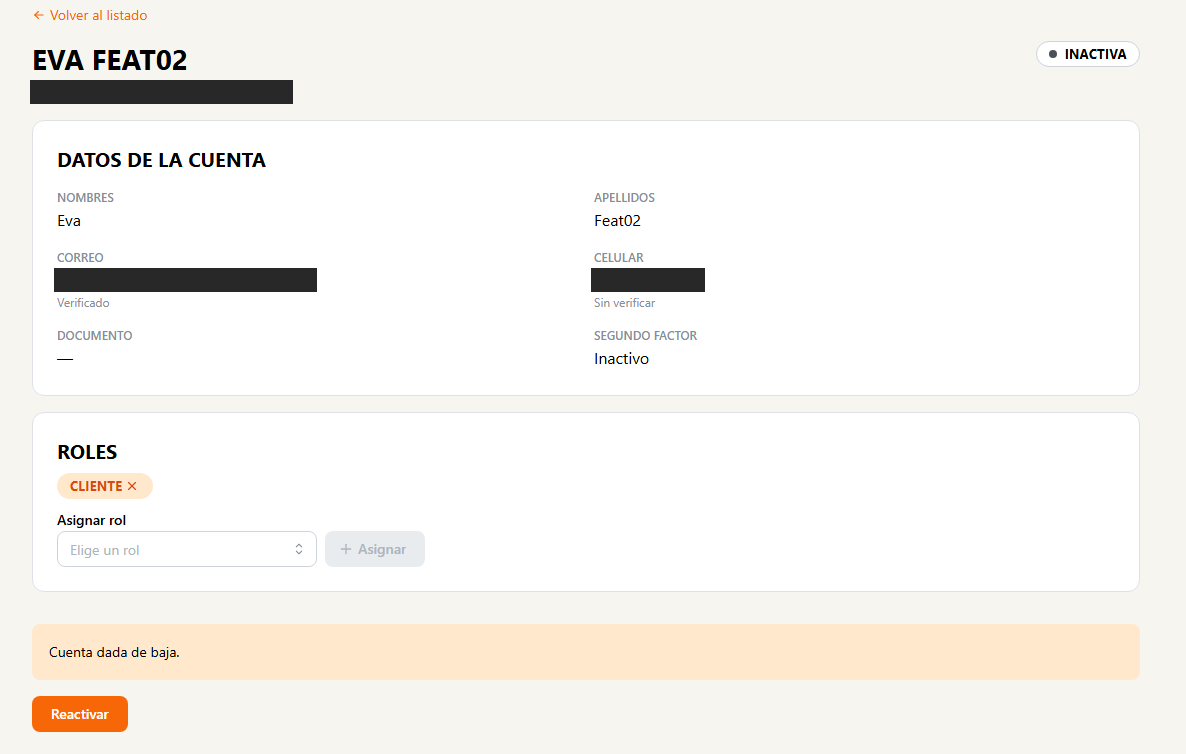 ← Volver al listado
EVA FEAT02
INACTIVA
DATOS DE LA CUENTA
NOMBRES
Eva
APELLIDOS
Feat02
CORREO
Verificado
CELULAR
Sin verificar
DOCUMENTO
—
SEGUNDO FACTOR
Inactivo
ROLES
CLIENTE ×
Asignar rol
Elige un rol
+ Asignar
Cuenta dada de baja.
Reactivar